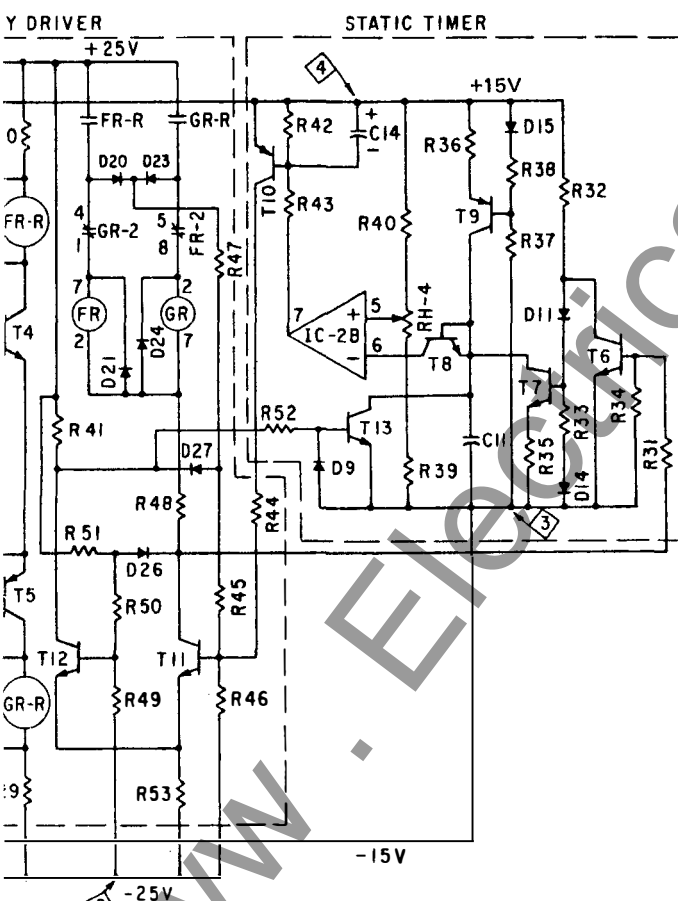 Y DRIVER
STATIC TIMER
+25V
4
+15V
FR-R
GR-R
R42
+
C14
-
D15
R36
R38
D20
D23
T10
R43
R32
FR-R
4
GR-2
1
5
8
FR-2
R47
R40
T9
R37
7
FR
2
2
GR
7
D21
D24
7
IC-2B
+
-
5
6
RH-4
T8
D11
T6
T7
T4
R41
R52
T13
C11
R35
R33
R34
R31
D27
D9
R39
D14
R48
R44
3
R51
D26
T5
R50
R45
T12
T11
GR-R
R49
R46
R53
-15V
-25V
ww . Electrica